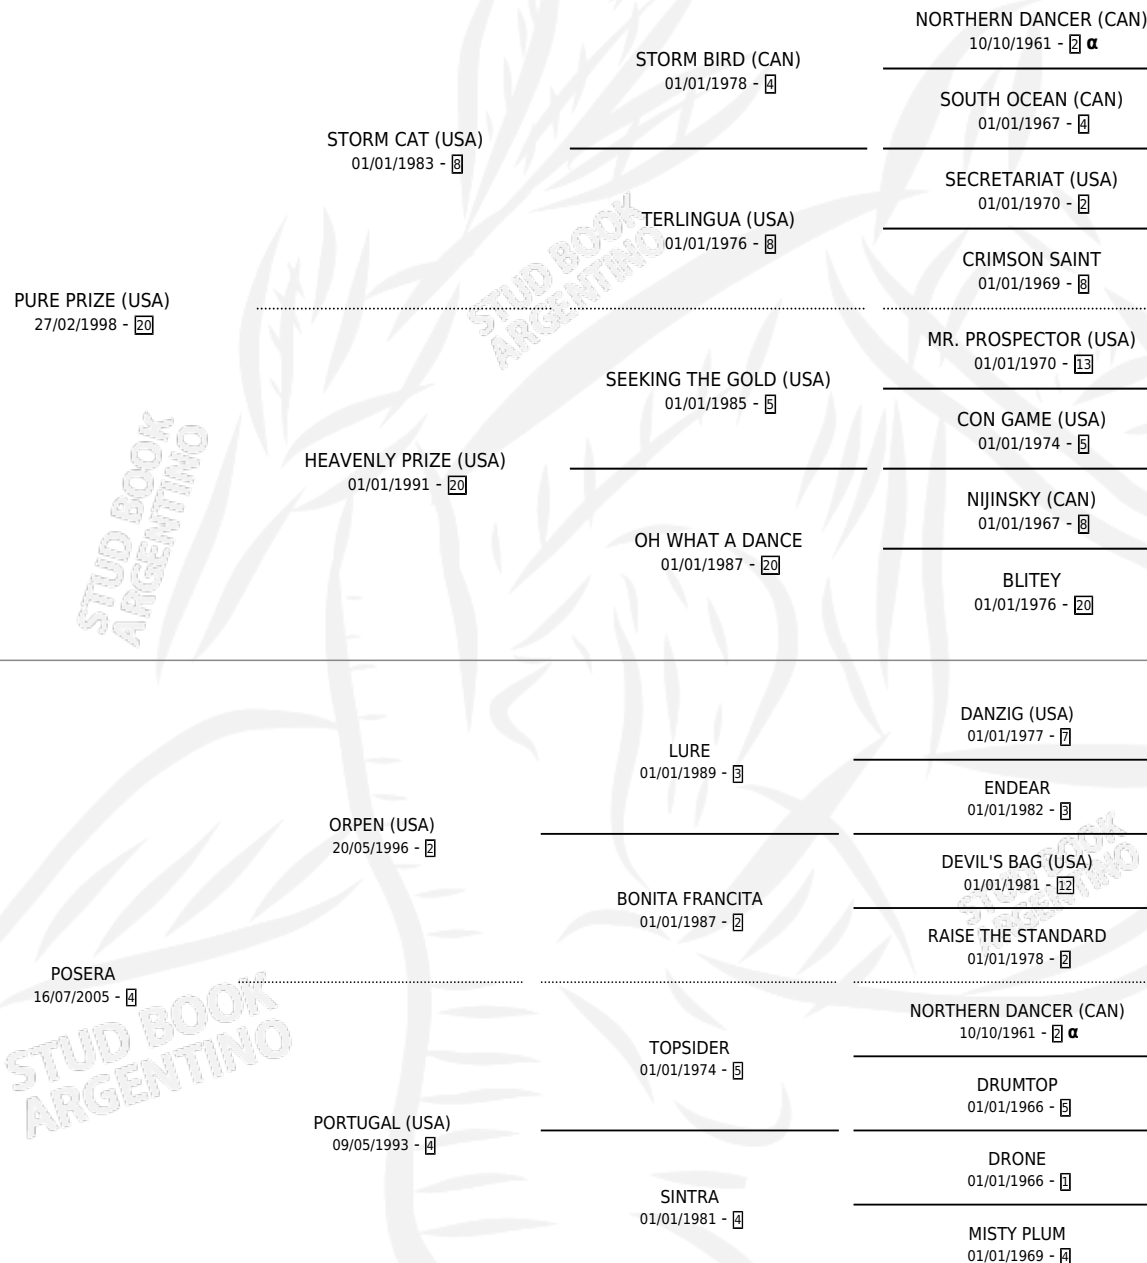 NORTHERN DANCER (CAN)
10/10/1961 - 2 α
STORM BIRD (CAN)
01/01/1978 - 4
SOUTH OCEAN (CAN)
01/01/1967 - 4
STORM CAT (USA)
01/01/1983 - 8
SECRETARIAT (USA)
01/01/1970 - 2
TERLINGUA (USA)
01/01/1976 - 8
CRIMSON SAINT
01/01/1969 - 8
PURE PRIZE (USA)
27/02/1998 - 20
STUD BOOK
ARGENTINO
MR. PROSPECTOR (USA)
01/01/1970 - 13
SEEKING THE GOLD (USA)
01/01/1985 - 5
CON GAME (USA)
01/01/1974 - 5
HEAVENLY PRIZE (USA)
01/01/1991 - 20
NIJINSKY (CAN)
01/01/1967 - 8
OH WHAT A DANCE
01/01/1987 - 20
BLITEY
01/01/1976 - 20
STUD BOOK
ARGENTINO
DANZIG (USA)
01/01/1977 - 7
LURE
01/01/1989 - 3
ENDEAR
01/01/1982 - 3
ORPEN (USA)
20/05/1996 - 2
DEVIL'S BAG (USA)
01/01/1981 - 12
BONITA FRANCITA
01/01/1987 - 2
RAISE THE STANDARD
01/01/1978 - 2
STUD BOOK
ARGENTINO
POSERA
16/07/2005 - 4
STUD BOOK
ARGENTINO
NORTHERN DANCER (CAN)
10/10/1961 - 2 α
TOPSIDER
01/01/1974 - 5
DRUMTOP
01/01/1966 - 5
PORTUGAL (USA)
09/05/1993 - 4
DRONE
01/01/1966 - 1
SINTRA
01/01/1981 - 4
MISTY PLUM
01/01/1969 - 4